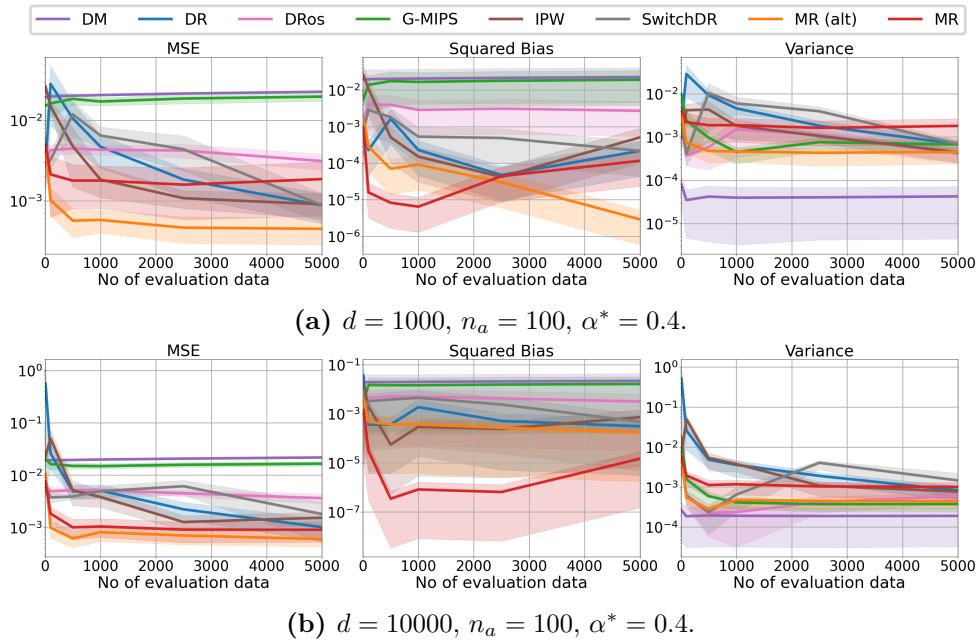 DM DR DRos G-MIPS IPW SwitchDR MR (alt) MR
MSE Squared Bias Variance
10⁻² 10⁻³
10⁻² 10⁻³ 10⁻⁴ 10⁻⁵ 10⁻⁶
10⁻² 10⁻³ 10⁻⁴ 10⁻⁵
0 1000 2000 3000 4000 5000 0 1000 2000 3000 4000 5000 0 1000 2000 3000 4000 5000
No of evaluation data No of evaluation data No of evaluation data
(a) d = 1000, nₐ = 100, α* = 0.4.
MSE Squared Bias Variance
10⁰ 10⁻¹ 10⁻² 10⁻³
10⁻¹ 10⁻³ 10⁻⁵ 10⁻⁷
10⁰ 10⁻¹ 10⁻² 10⁻³ 10⁻⁴
0 1000 2000 3000 4000 5000 0 1000 2000 3000 4000 5000 0 1000 2000 3000 4000 5000
No of evaluation data No of evaluation data No of evaluation data
(b) d = 10000, nₐ = 100, α* = 0.4.